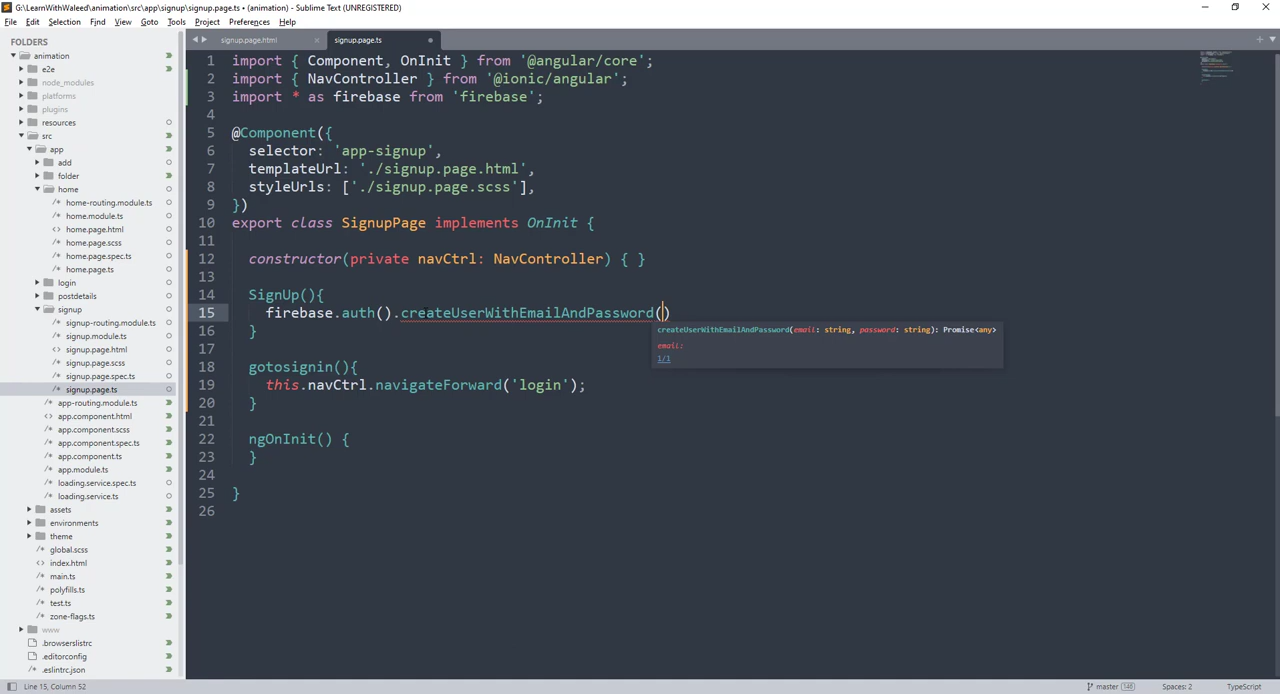 G:\LearnWithWaleed\animation\src\app\signup\signup.page.ts • (animation) - Sublime Text (UNREGISTERED)
File Edit Selection Find View Goto Tools Project Preferences Help
FOLDERS
animation
e2e
node_modules
platforms
plugins
resources
src
app
add
folder
home
home-routing.module.ts
home.module.ts
home.page.html
home.page.scss
home.page.spec.ts
home.page.ts
login
postdetails
signup
signup-routing.module.ts
signup.module.ts
signup.page.html
signup.page.scss
signup.page.spec.ts
signup.page.ts
app-routing.module.ts
app.component.html
app.component.scss
app.component.spec.ts
app.component.ts
app.module.ts
loading.service.spec.ts
loading.service.ts
assets
environments
theme
global.scss
index.html
main.ts
polyfills.ts
test.ts
zone-flags.ts
www
.browserslistrc
.editorconfig
.eslintrc.json
signup.page.html
signup.page.ts
1 import { Component, OnInit } from '@angular/core';
2 import { NavController } from '@ionic/angular';
3 import * as firebase from 'firebase';
4
5 @Component({
6 selector: 'app-signup',
7 templateUrl: './signup.page.html',
8 styleUrls: ['./signup.page.scss'],
9 })
10 export class SignupPage implements OnInit {
11
12 constructor(private navCtrl: NavController) { }
13
14 SignUp(){
15 firebase.auth().createUserWithEmailAndPassword()
createUserWithEmailAndPassword(email: string, password: string): Promise<any>
email:
1/1
16 }
17
18 gotosignin(){
19 this.navCtrl.navigateForward('login');
20 }
21
22 ngOnInit() {
23 }
24
25 }
26
Line 15, Column 52
master 148
Spaces: 2
TypeScript